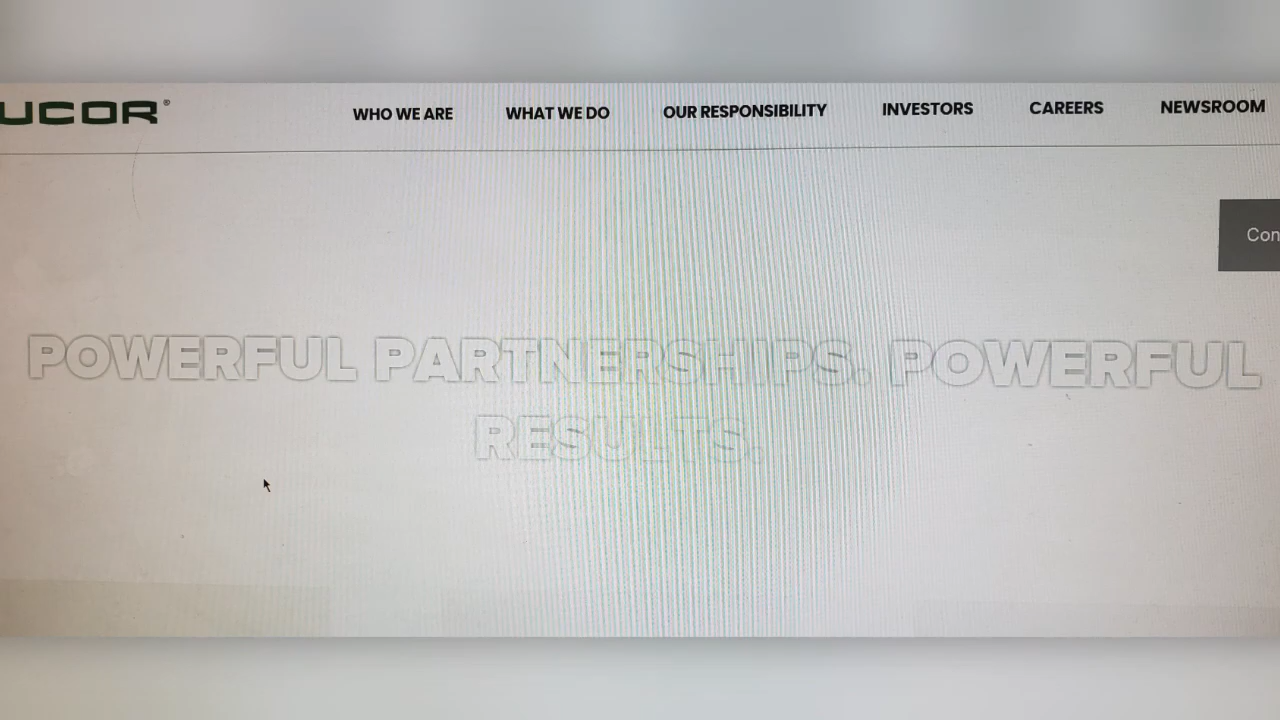 UCOR®
WHO WE ARE
WHAT WE DO
OUR RESPONSIBILITY
INVESTORS
CAREERS
NEWSROOM
Con
POWERFUL PARTNERSHIPS. POWERFUL
RESULTS.